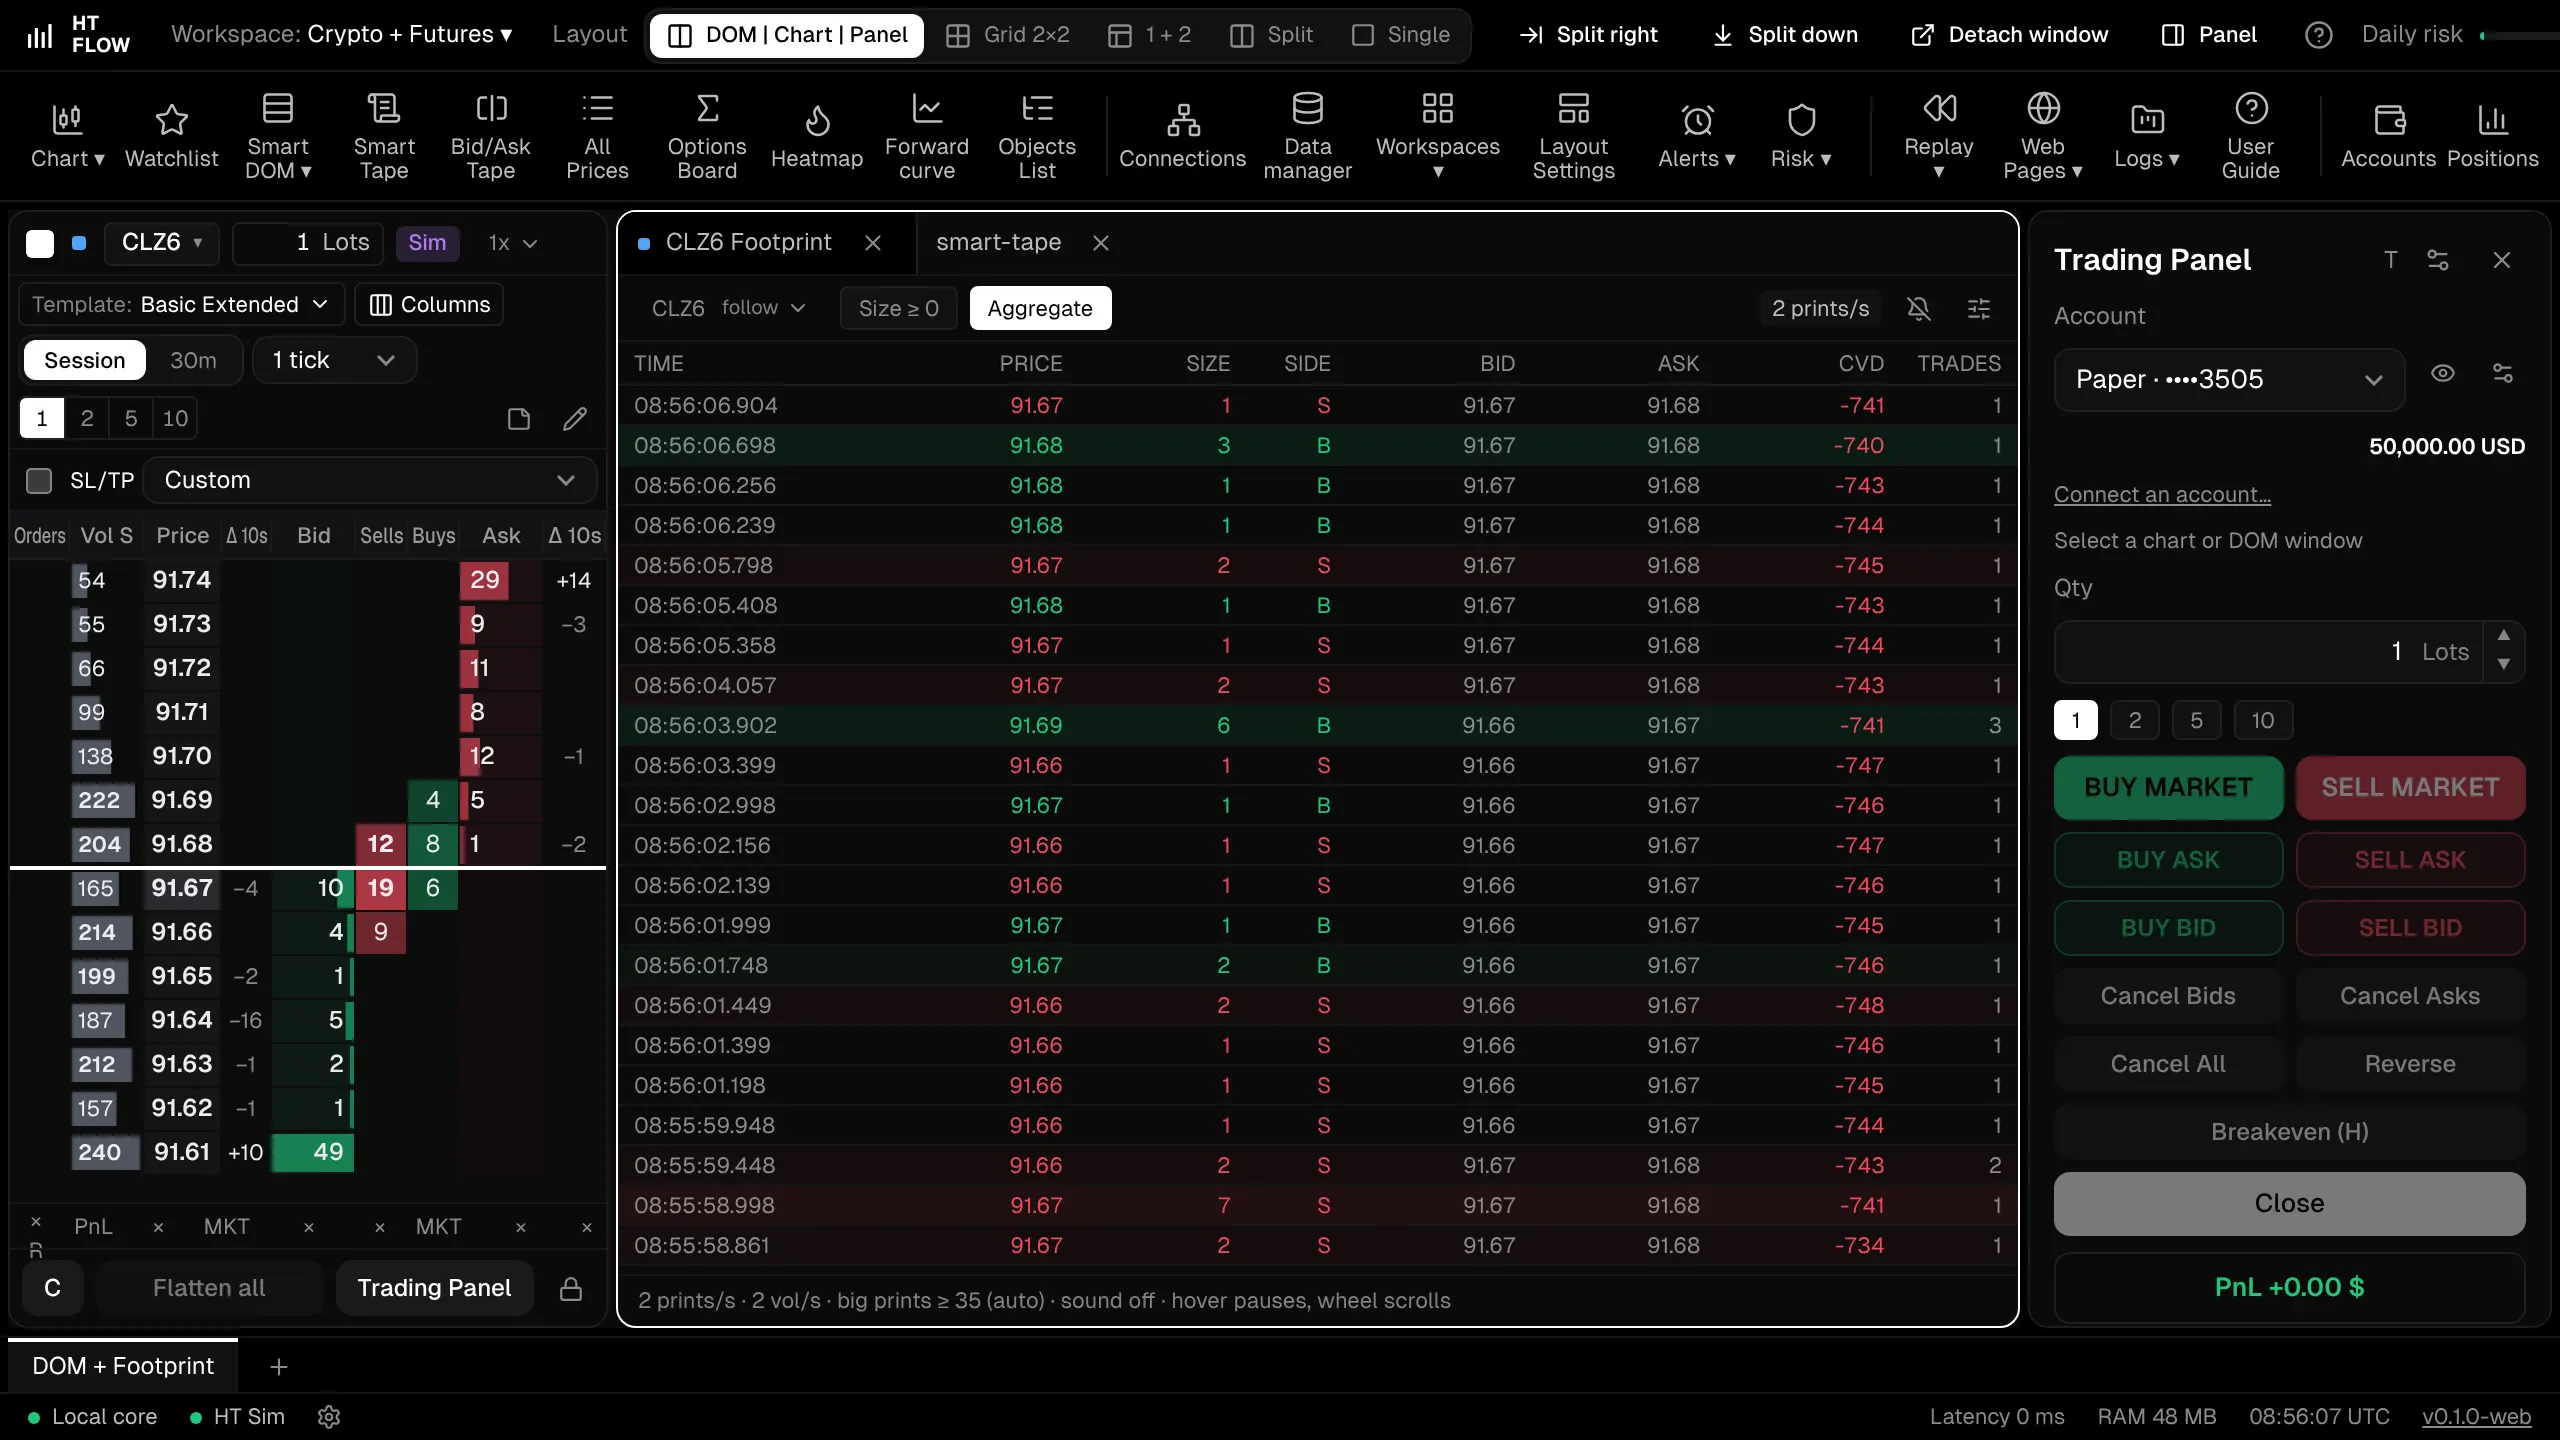 HT FLOW Workspace: Crypto + Futures ▾ Layout DOM | Chart | Panel Grid 2×2 1 + 2 Split Single Split right Split down Detach window Panel Daily risk
Chart ▾ Watchlist Smart DOM ▾ Smart Tape Bid/Ask Tape All Prices Options Board Heatmap Forward curve Objects List Connections Data manager Workspaces ▾ Layout Settings Alerts ▾ Risk ▾ Replay ▾ Web Pages ▾ Logs ▾ User Guide Accounts Positions
CLZ6 ▾ 1 Lots Sim 1x
Template: Basic Extended Columns
Session 30m 1 tick
1 2 5 10
SL/TP Custom
Orders Vol S Price Δ 10s Bid Sells Buys Ask Δ 10s
54 91.74 29 +14
55 91.73 9 −3
66 91.72 11
99 91.71 8
138 91.70 12 −1
222 91.69 4 5
204 91.68 12 8 1 −2
165 91.67 −4 10 19 6
214 91.66 4 9
199 91.65 −2 1
187 91.64 −16 5
212 91.63 −1 2
157 91.62 −1 1
240 91.61 +10 49
× PnL × MKT × × MKT × ×
C Flatten all Trading Panel
CLZ6 Footprint smart-tape
CLZ6 follow Size ≥ 0 Aggregate 2 prints/s
TIME PRICE SIZE SIDE BID ASK CVD TRADES
08:56:06.904 91.67 1 S 91.67 91.68 -741 1
08:56:06.698 91.68 3 B 91.67 91.68 -740 1
08:56:06.256 91.68 1 B 91.67 91.68 -743 1
08:56:06.239 91.68 1 B 91.67 91.68 -744 1
08:56:05.798 91.67 2 S 91.67 91.68 -745 1
08:56:05.408 91.68 1 B 91.67 91.68 -743 1
08:56:05.358 91.67 1 S 91.67 91.68 -744 1
08:56:04.057 91.67 2 S 91.67 91.68 -743 1
08:56:03.902 91.69 6 B 91.66 91.67 -741 3
08:56:03.399 91.66 1 S 91.66 91.67 -747 1
08:56:02.998 91.67 1 B 91.66 91.67 -746 1
08:56:02.156 91.66 1 S 91.66 91.67 -747 1
08:56:02.139 91.66 1 S 91.66 91.67 -746 1
08:56:01.999 91.67 1 B 91.66 91.67 -745 1
08:56:01.748 91.67 2 B 91.66 91.67 -746 1
08:56:01.449 91.66 2 S 91.66 91.67 -748 1
08:56:01.399 91.66 1 S 91.66 91.67 -746 1
08:56:01.198 91.66 1 S 91.66 91.67 -745 1
08:55:59.948 91.66 1 S 91.66 91.67 -744 1
08:55:59.448 91.66 2 S 91.67 91.68 -743 2
08:55:58.998 91.67 7 S 91.67 91.68 -741 1
08:55:58.861 91.67 2 S 91.67 91.68 -734 1
2 prints/s · 2 vol/s · big prints ≥ 35 (auto) · sound off · hover pauses, wheel scrolls
Trading Panel T
Account
Paper · ••••3505
50,000.00 USD
Connect an account…
Select a chart or DOM window
Qty
1 Lots
1 2 5 10
BUY MARKET SELL MARKET
BUY ASK SELL ASK
BUY BID SELL BID
Cancel Bids Cancel Asks
Cancel All Reverse
Breakeven (H)
Close
PnL +0.00 $
DOM + Footprint +
Local core HT Sim Latency 0 ms RAM 48 MB 08:56:07 UTC v0.1.0-web